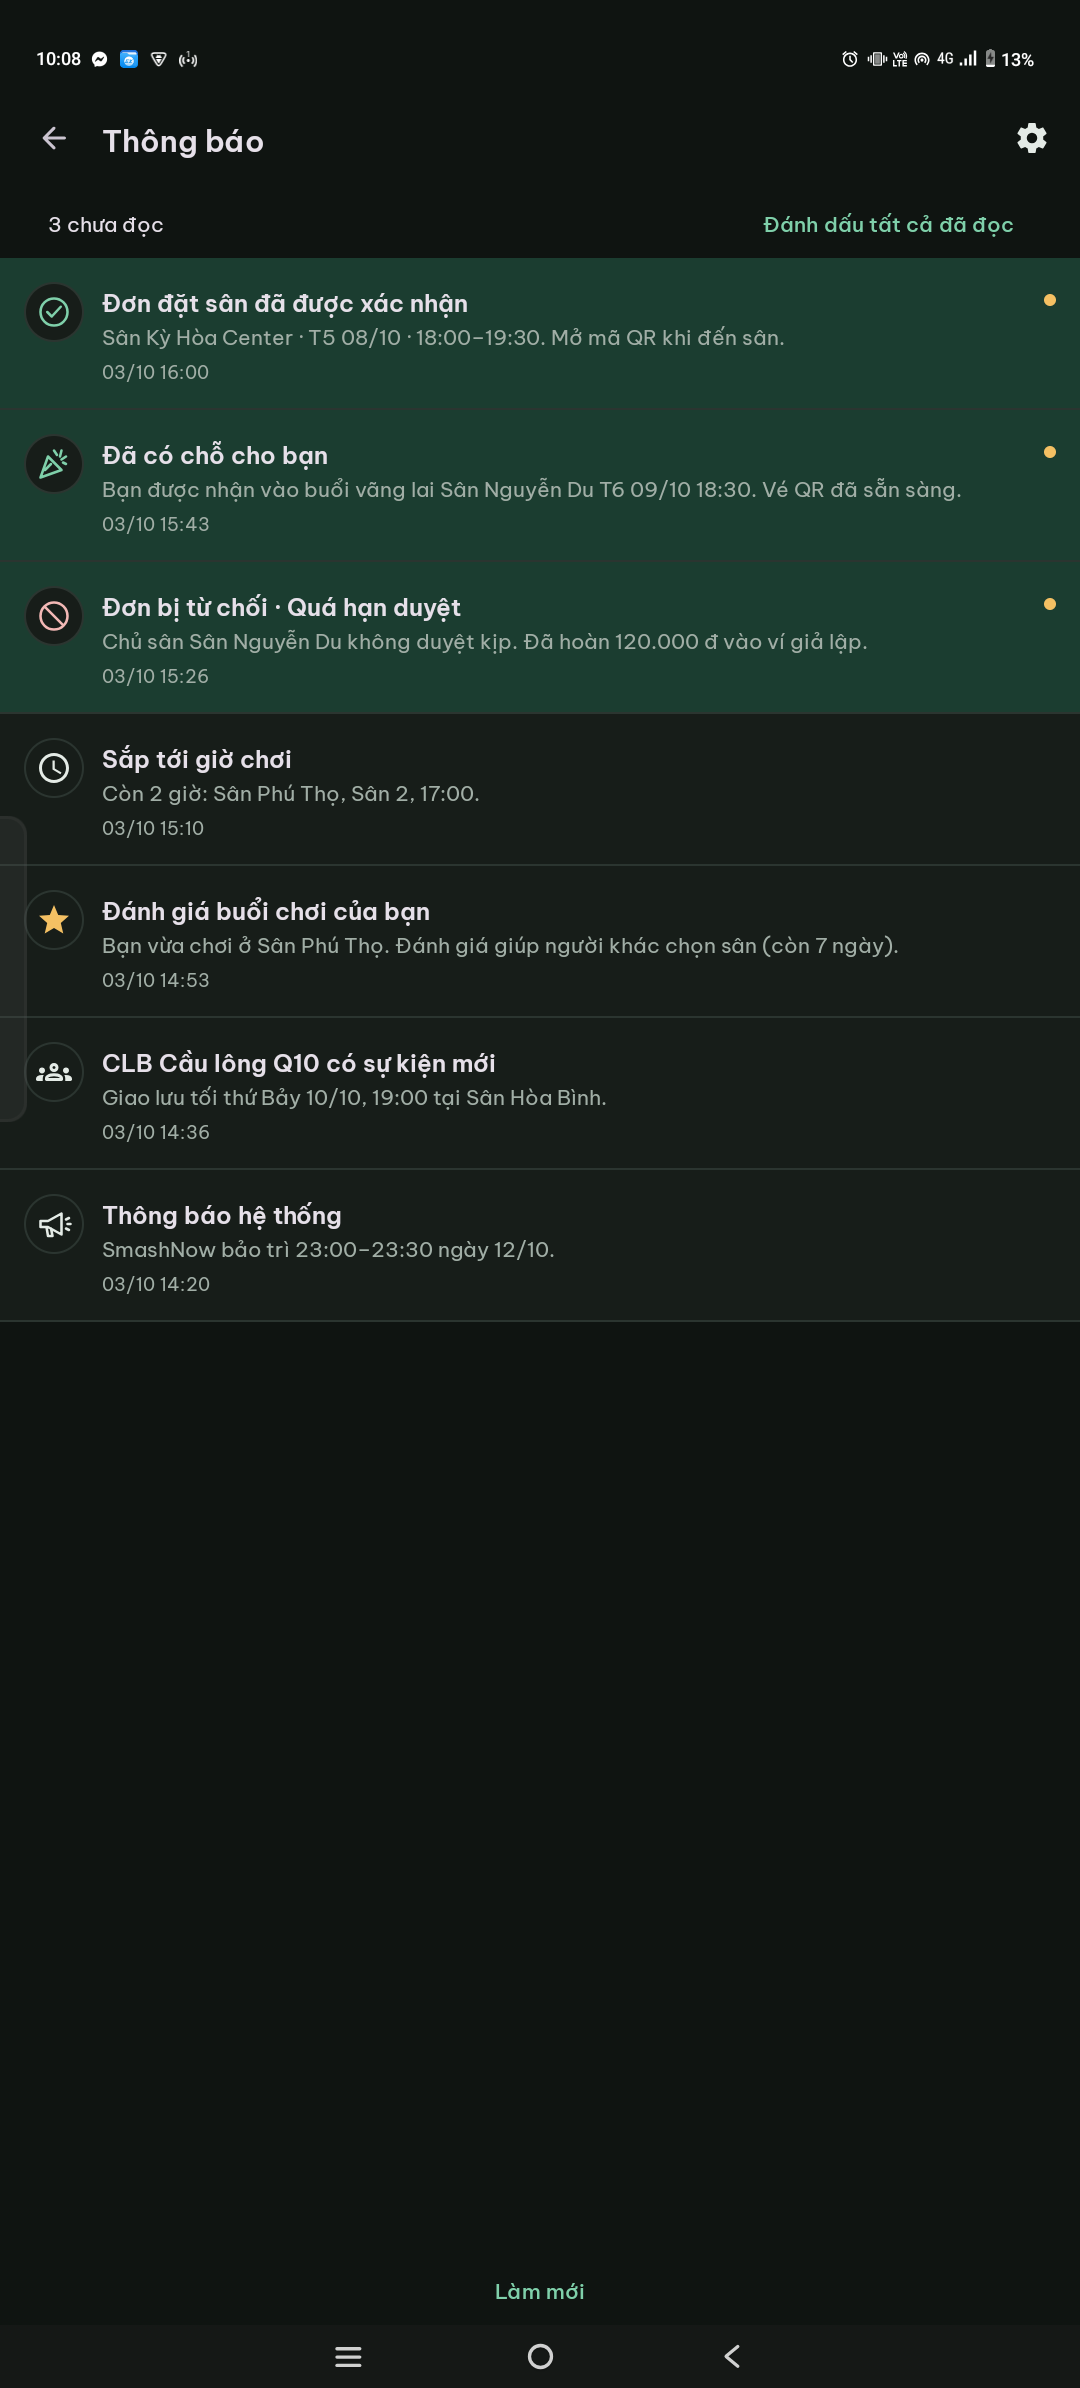 10:08
4G
13%
Thông báo
3 chưa đọc
Đánh dấu tất cả đã đọc
Đơn đặt sân đã được xác nhận
Sân Kỳ Hòa Center · T5 08/10 · 18:00–19:30. Mở mã QR khi đến sân.
03/10 16:00
Đã có chỗ cho bạn
Bạn được nhận vào buổi vãng lai Sân Nguyễn Du T6 09/10 18:30. Vé QR đã sẵn sàng.
03/10 15:43
Đơn bị từ chối · Quá hạn duyệt
Chủ sân Sân Nguyễn Du không duyệt kịp. Đã hoàn 120.000 đ vào ví giả lập.
03/10 15:26
Sắp tới giờ chơi
Còn 2 giờ: Sân Phú Thọ, Sân 2, 17:00.
03/10 15:10
Đánh giá buổi chơi của bạn
Bạn vừa chơi ở Sân Phú Thọ. Đánh giá giúp người khác chọn sân (còn 7 ngày).
03/10 14:53
CLB Cầu lông Q10 có sự kiện mới
Giao lưu tối thứ Bảy 10/10, 19:00 tại Sân Hòa Bình.
03/10 14:36
Thông báo hệ thống
SmashNow bảo trì 23:00–23:30 ngày 12/10.
03/10 14:20
Làm mới